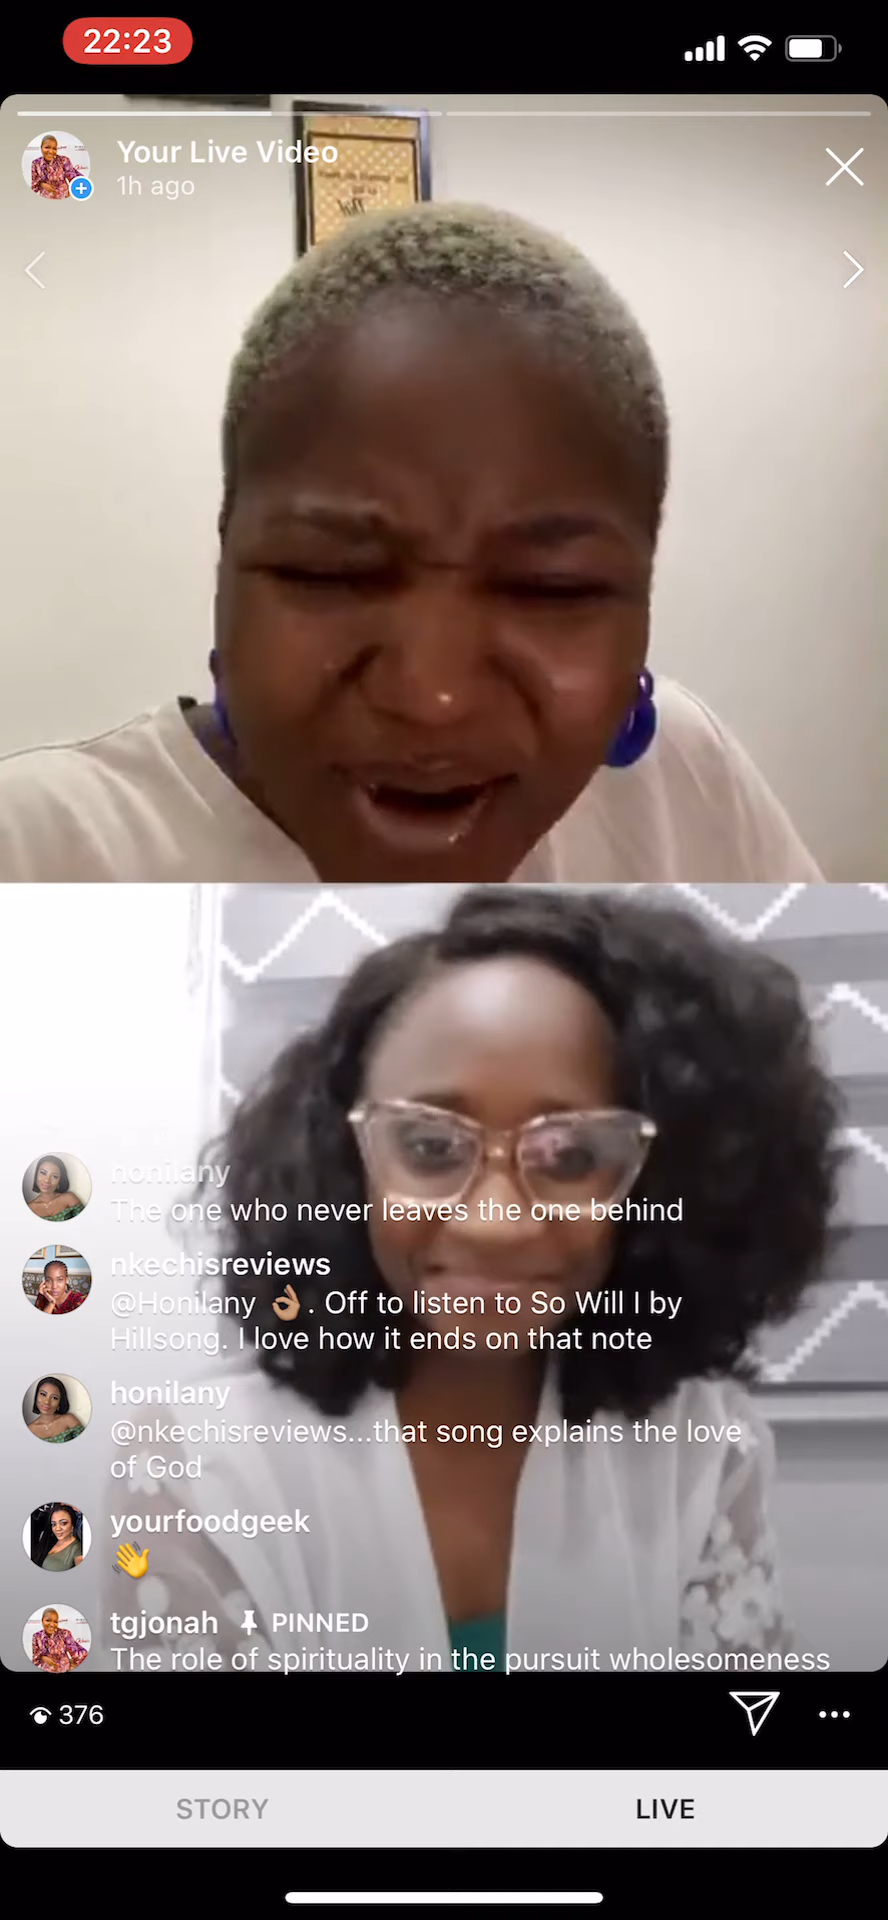 22:23
Your Live Video
1h ago
honilany
The one who never leaves the one behind
nkechisreviews
@Honilany 👌🏽. Off to listen to So Will I by
Hillsong. I love how it ends on that note
honilany
@nkechisreviews...that song explains the love
of God
yourfoodgeek
👋
tgjonah PINNED
The role of spirituality in the pursuit wholesomeness
376
STORY
LIVE